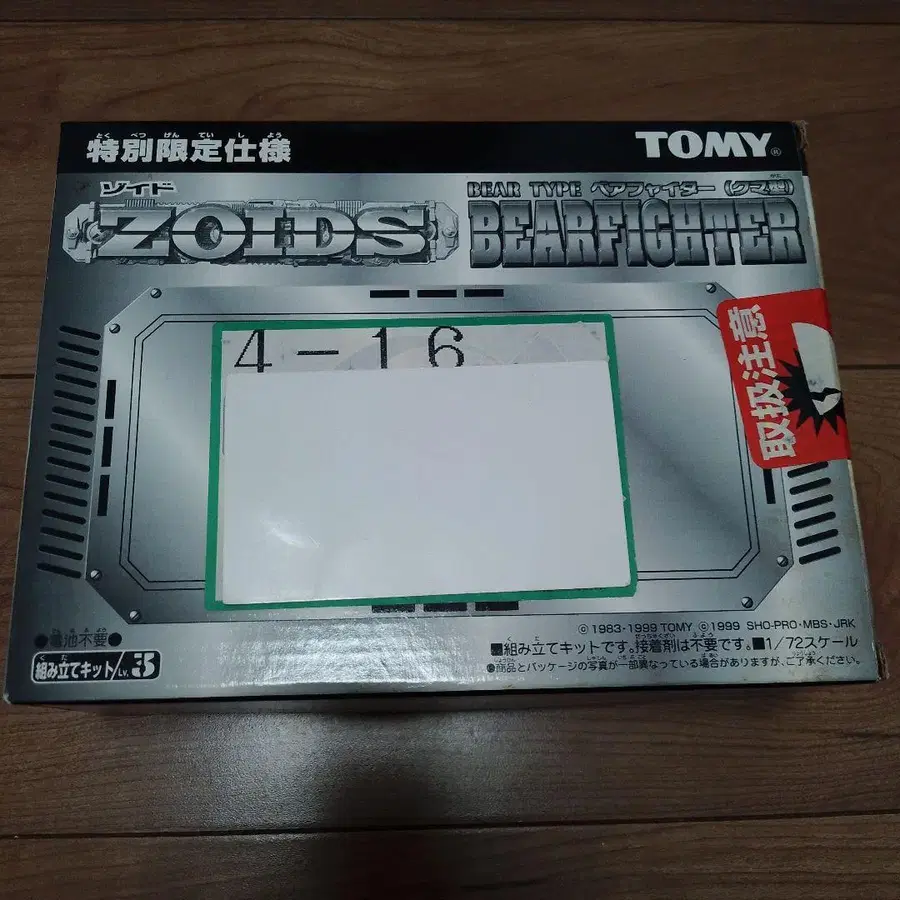 とくべつげんていしよう
特別限定仕様
TOMY®
ゾイド
ZOIDS
BEAR TYPE ベアファイター (クマ型)
BEARFIGHTER
4-16
取扱注意
●電池不要●
組み立てキット/Lv.3
©1983-1999 TOMY ©1999 SHO-PRO・MBS・JRK
■組み立てキットです。接着剤は不要です。■1/72スケール
●商品とパッケージの写真が一部異なっている場合がありますが、ご了承ください。